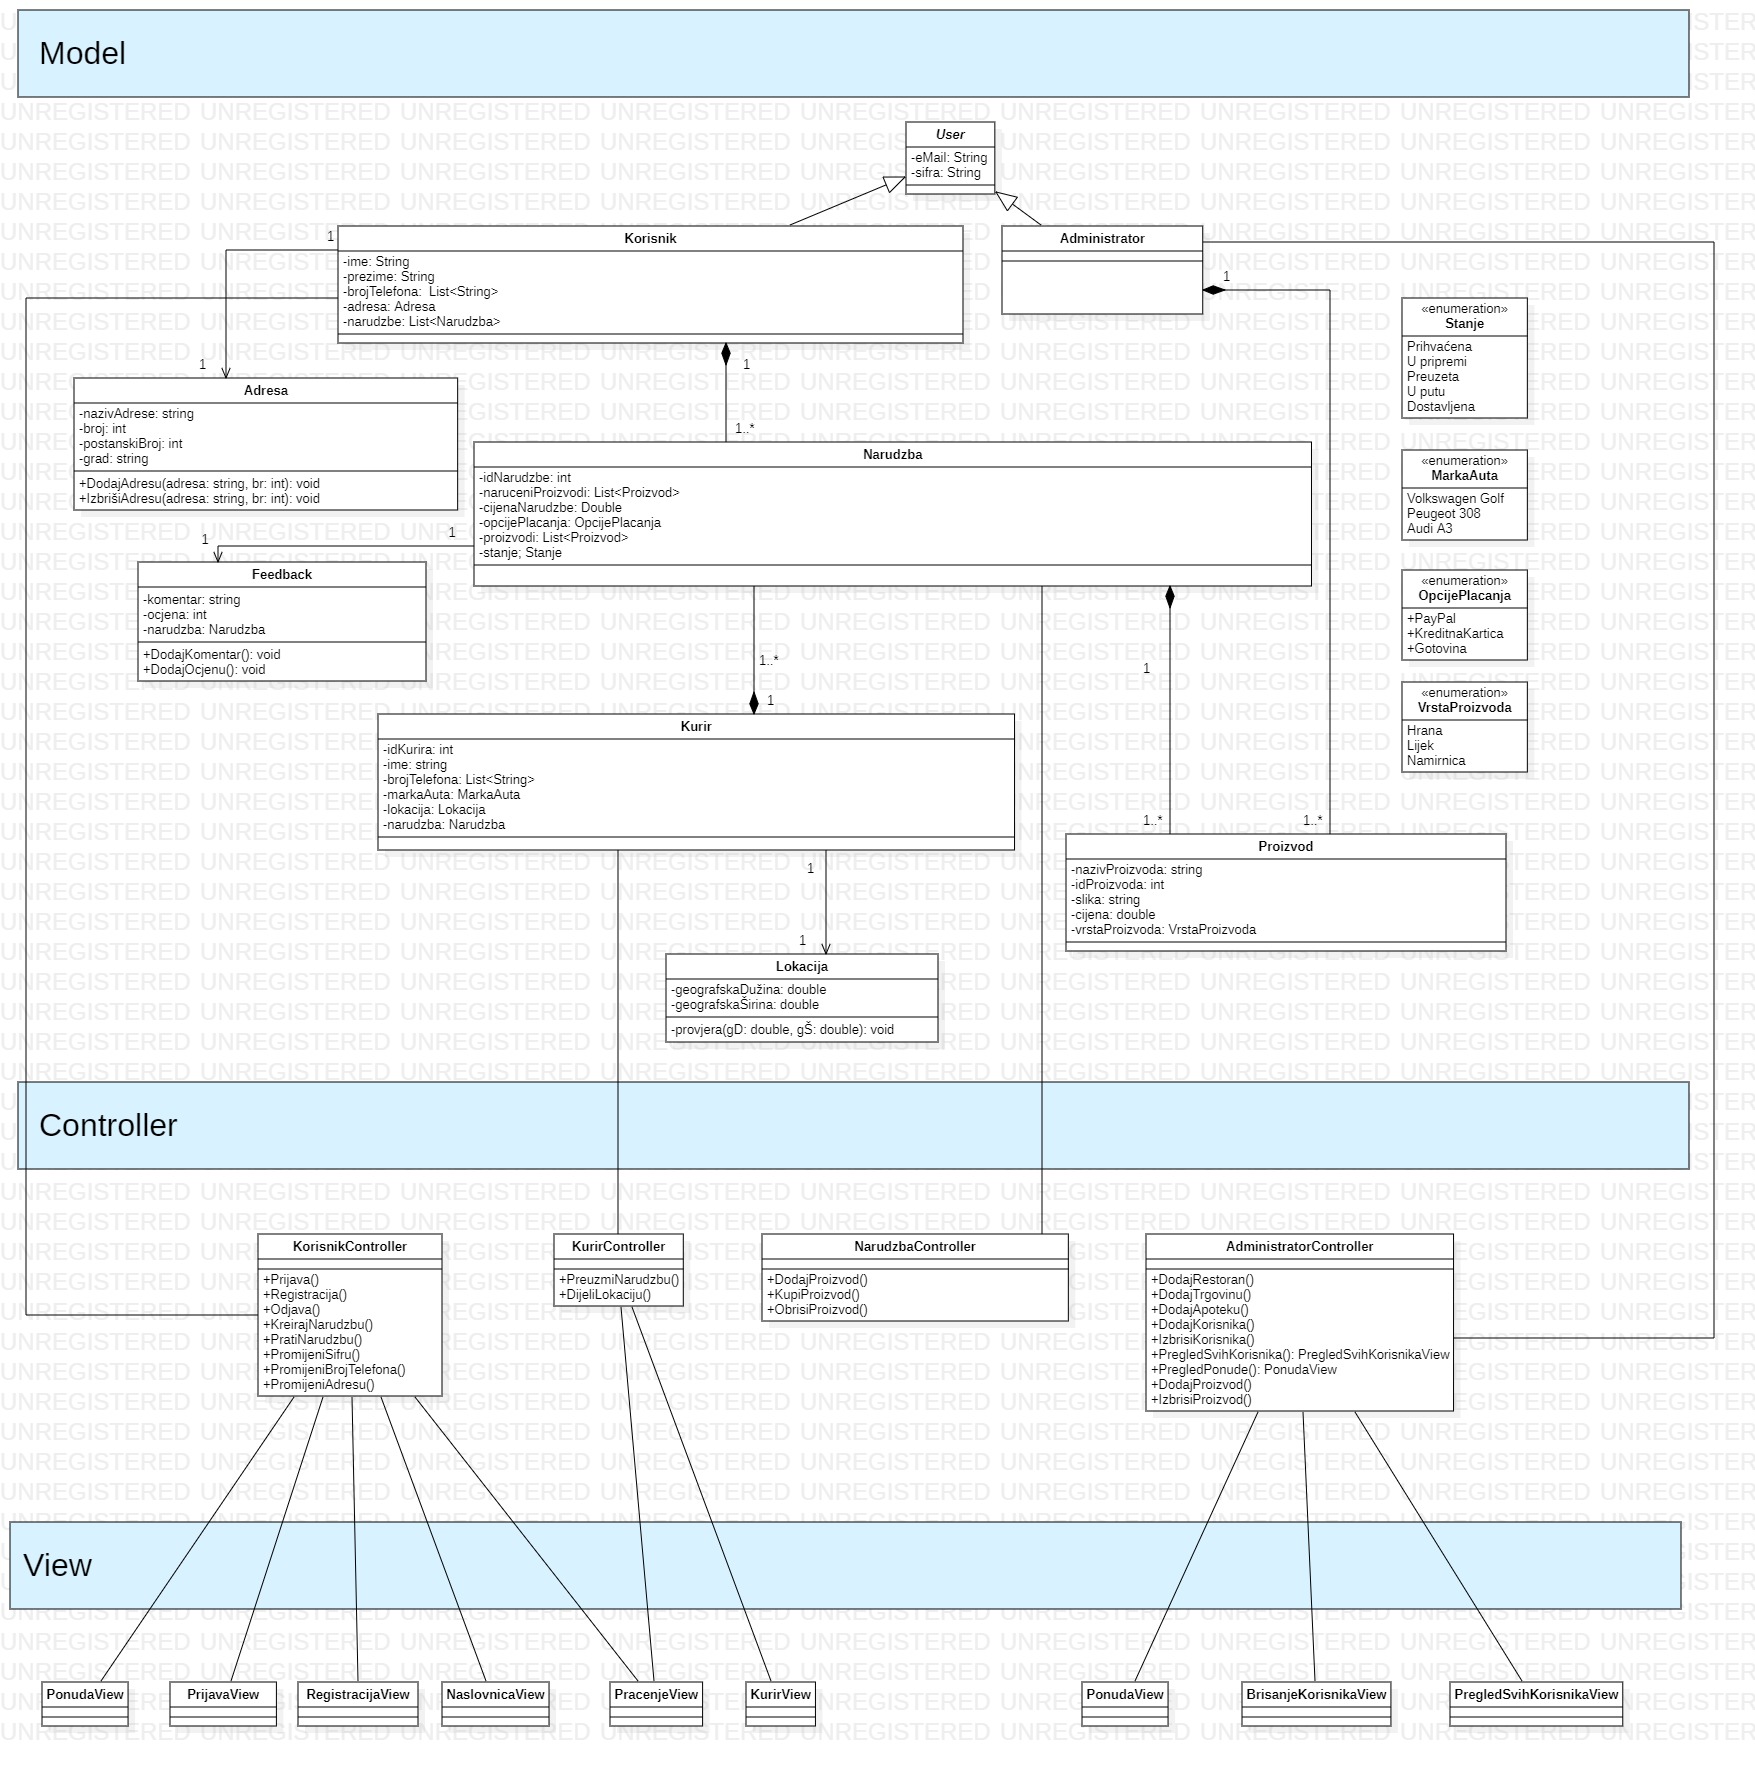 Model
User
-eMail: String
-sifra: String
1
Korisnik
-ime: String
-prezime: String
-brojTelefona:  List<String>
-adresa: Adresa
-narudzbe: List<Narudzba>
Administrator
1
«enumeration»
Stanje
Prihvaćena
U pripremi
Preuzeta
U putu
Dostavljena
1
1
Adresa
-nazivAdrese: string
-broj: int
-postanskiBroj: int
-grad: string
+DodajAdresu(adresa: string, br: int): void
+IzbrišiAdresu(adresa: string, br: int): void
1..*
Narudzba
-idNarudzbe: int
-naruceniProizvodi: List<Proizvod>
-cijenaNarudzbe: Double
-opcijePlacanja: OpcijePlacanja
-proizvodi: List<Proizvod>
-stanje; Stanje
«enumeration»
MarkaAuta
Volkswagen Golf
Peugeot 308
Audi A3
1
1
Feedback
-komentar: string
-ocjena: int
-narudzba: Narudzba
+DodajKomentar(): void
+DodajOcjenu(): void
«enumeration»
OpcijePlacanja
+PayPal
+KreditnaKartica
+Gotovina
1..*
1
1
«enumeration»
VrstaProizvoda
Hrana
Lijek
Namirnica
Kurir
-idKurira: int
-ime: string
-brojTelefona: List<String>
-markaAuta: MarkaAuta
-lokacija: Lokacija
-narudzba: Narudzba
1..*
1..*
Proizvod
-nazivProizvoda: string
-idProizvoda: int
-slika: string
-cijena: double
-vrstaProizvoda: VrstaProizvoda
1
1
Lokacija
-geografskaDužina: double
-geografskaŠirina: double
-provjera(gD: double, gŠ: double): void
Controller
KorisnikController
+Prijava()
+Registracija()
+Odjava()
+KreirajNarudzbu()
+PratiNarudzbu()
+PromijeniSifru()
+PromijeniBrojTelefona()
+PromijeniAdresu()
KurirController
+PreuzmiNarudzbu()
+DijeliLokaciju()
NarudzbaController
+DodajProizvod()
+KupiProizvod()
+ObrisiProizvod()
AdministratorController
+DodajRestoran()
+DodajTrgovinu()
+DodajApoteku()
+DodajKorisnika()
+IzbrisiKorisnika()
+PregledSvihKorisnika(): PregledSvihKorisnikaView
+PregledPonude(): PonudaView
+DodajProizvod()
+IzbrisiProizvod()
View
PonudaView
PrijavaView
RegistracijaView
NaslovnicaView
PracenjeView
KurirView
PonudaView
BrisanjeKorisnikaView
PregledSvihKorisnikaView